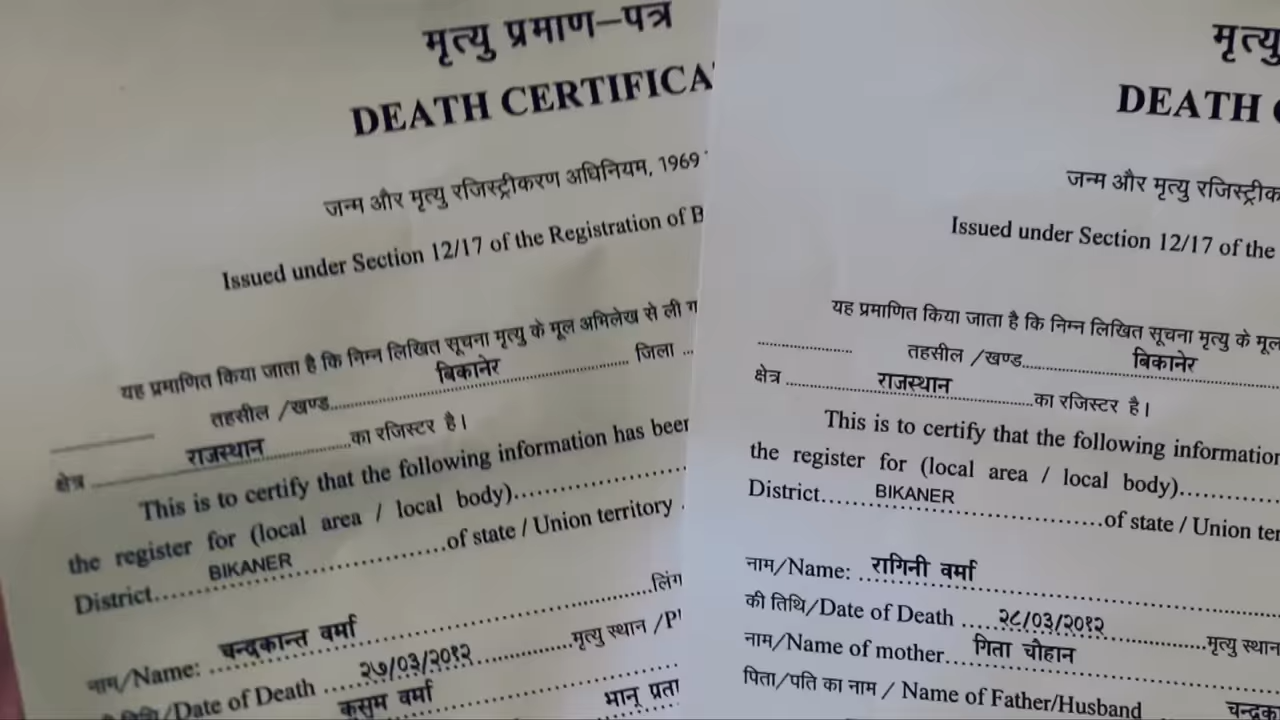 मृत्यु प्रमाण–पत्र
DEATH CERTIFICA
जन्म और मृत्यु रजिस्ट्रीकरण अधिनियम, 1969
Issued under Section 12/17 of the Registration of B
यह प्रमाणित किया जाता है कि निम्न लिखित सूचना मृत्यु के मूल अभिलेख से ली ग
तहसील /खण्ड बिकानेर जिला
क्षेत्र राजस्थान का रजिस्टर है।
This is to certify that the following information has been
the register for (local area / local body)
District BIKANER of state / Union territory
नाम/Name: चन्द्रकान्त वर्मा लिंग
की तिथि/Date of Death २७/०३/२०१२ मृत्यु स्थान /P
कुसुम वर्मा भानू प्रता
मृत्यु
DEATH C
जन्म और मृत्यु रजिस्ट्रीक
Issued under Section 12/17 of the
यह प्रमाणित किया जाता है कि निम्न लिखित सूचना मृत्यु के मूल
तहसील /खण्ड बिकानेर
क्षेत्र राजस्थान का रजिस्टर है।
This is to certify that the following information
the register for (local area / local body)
District BIKANER of state / Union ter
नाम/Name: रागिनी वर्मा
की तिथि/Date of Death २८/०३/२०१२ मृत्यु स्थान
नाम/Name of mother गिता चौहान
पिता/पति का नाम / Name of Father/Husband चन्द्रक